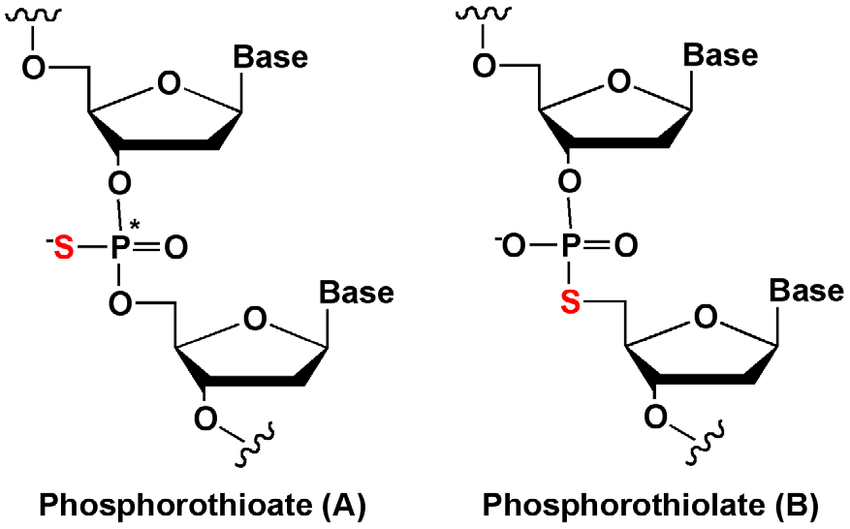 O
O
Base
O
-S
P
*
=O
O
O
Base
O
Phosphorothioate (A)
O
O
Base
O
-O
P
=O
S
O
Base
O
Phosphorothiolate (B)